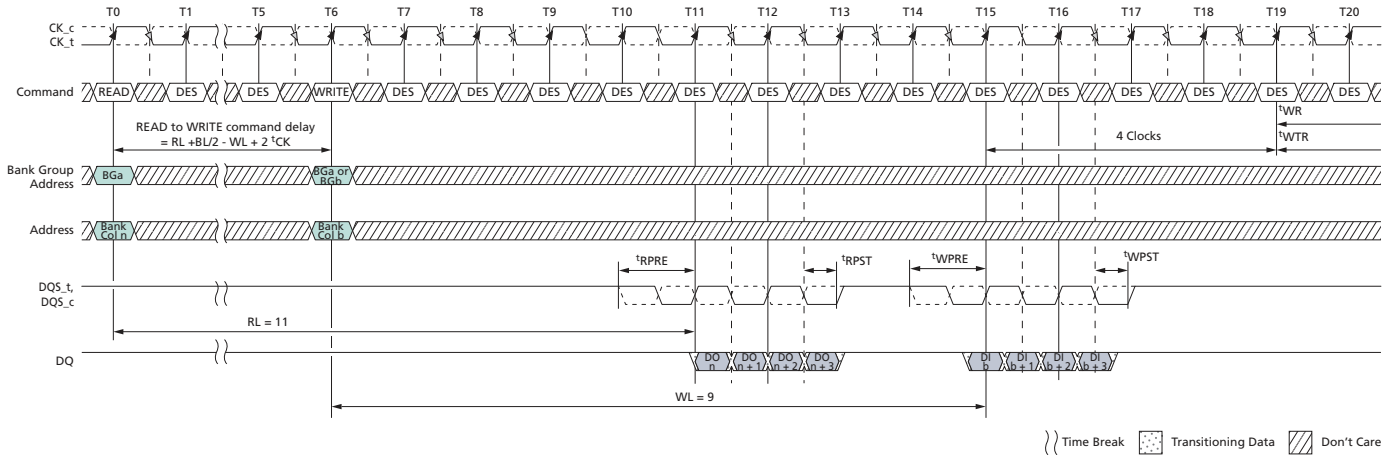 T0 T1 T5 T6 T7 T8 T9 T10 T11 T12 T13 T14 T15 T16 T17 T18 T19 T20
CK_c
CK_t
Command READ DES DES WRITE DES DES DES DES DES DES DES DES DES DES DES DES DES DES
tWR
READ to WRITE command delay
= RL +BL/2 - WL + 2 tCK
4 Clocks
tWTR
Bank Group
Address
BGa
BGa or
BGb
Address
Bank
Col n
Bank
Col b
tRPRE
tRPST
tWPRE
tWPST
DQS_t,
DQS_c
RL = 11
DQ
DO
n
DO
n + 1
DO
n + 2
DO
n + 3
DI
b
DI
b + 1
DI
b + 2
DI
b + 3
WL = 9
Time Break Transitioning Data Don't Care